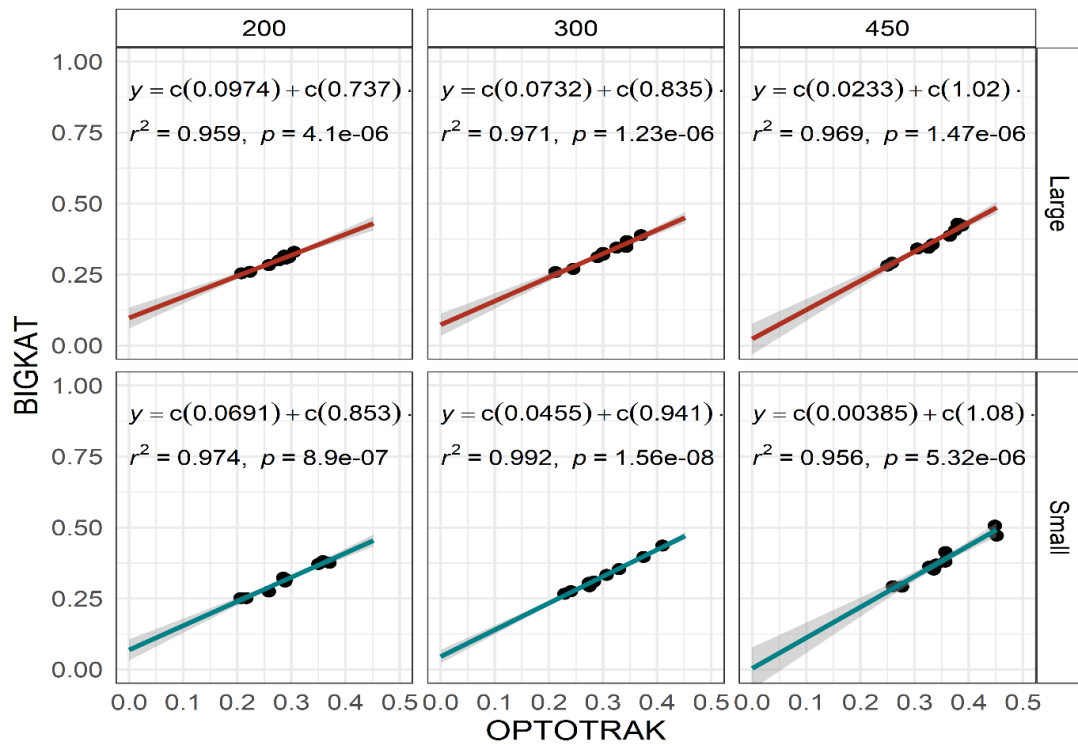 200 300 450
1.00
y = c(0.0974) + c(0.737) · y = c(0.0732) + c(0.835) · y = c(0.0233) + c(1.02) ·
r² = 0.959, p = 4.1e-06 r² = 0.971, p = 1.23e-06 r² = 0.969, p = 1.47e-06
0.75
0.50
0.25
0.00
Large
BIGKAT
1.00
y = c(0.0691) + c(0.853) · y = c(0.0455) + c(0.941) · y = c(0.00385) + c(1.08) ·
r² = 0.974, p = 8.9e-07 r² = 0.992, p = 1.56e-08 r² = 0.956, p = 5.32e-06
0.75
0.50
0.25
0.00
Small
0.0 0.1 0.2 0.3 0.4 0.5 0.0 0.1 0.2 0.3 0.4 0.5 0.0 0.1 0.2 0.3 0.4 0.5
OPTOTRAK